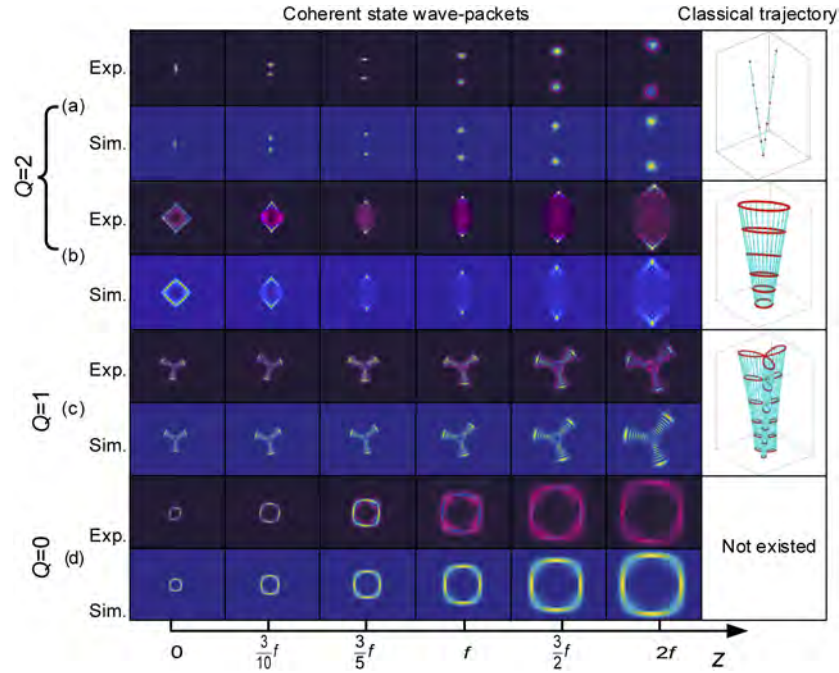 Coherent state wave-packets Classical trajectory
Exp.
(a)
Sim.
Q=2
Exp.
(b)
Sim.
Exp.
Q=1
(c)
Sim.
Exp.
Q=0
(d)
Not existed
Sim.
0 3/10 f 3/5 f f 3/2 f 2f Z